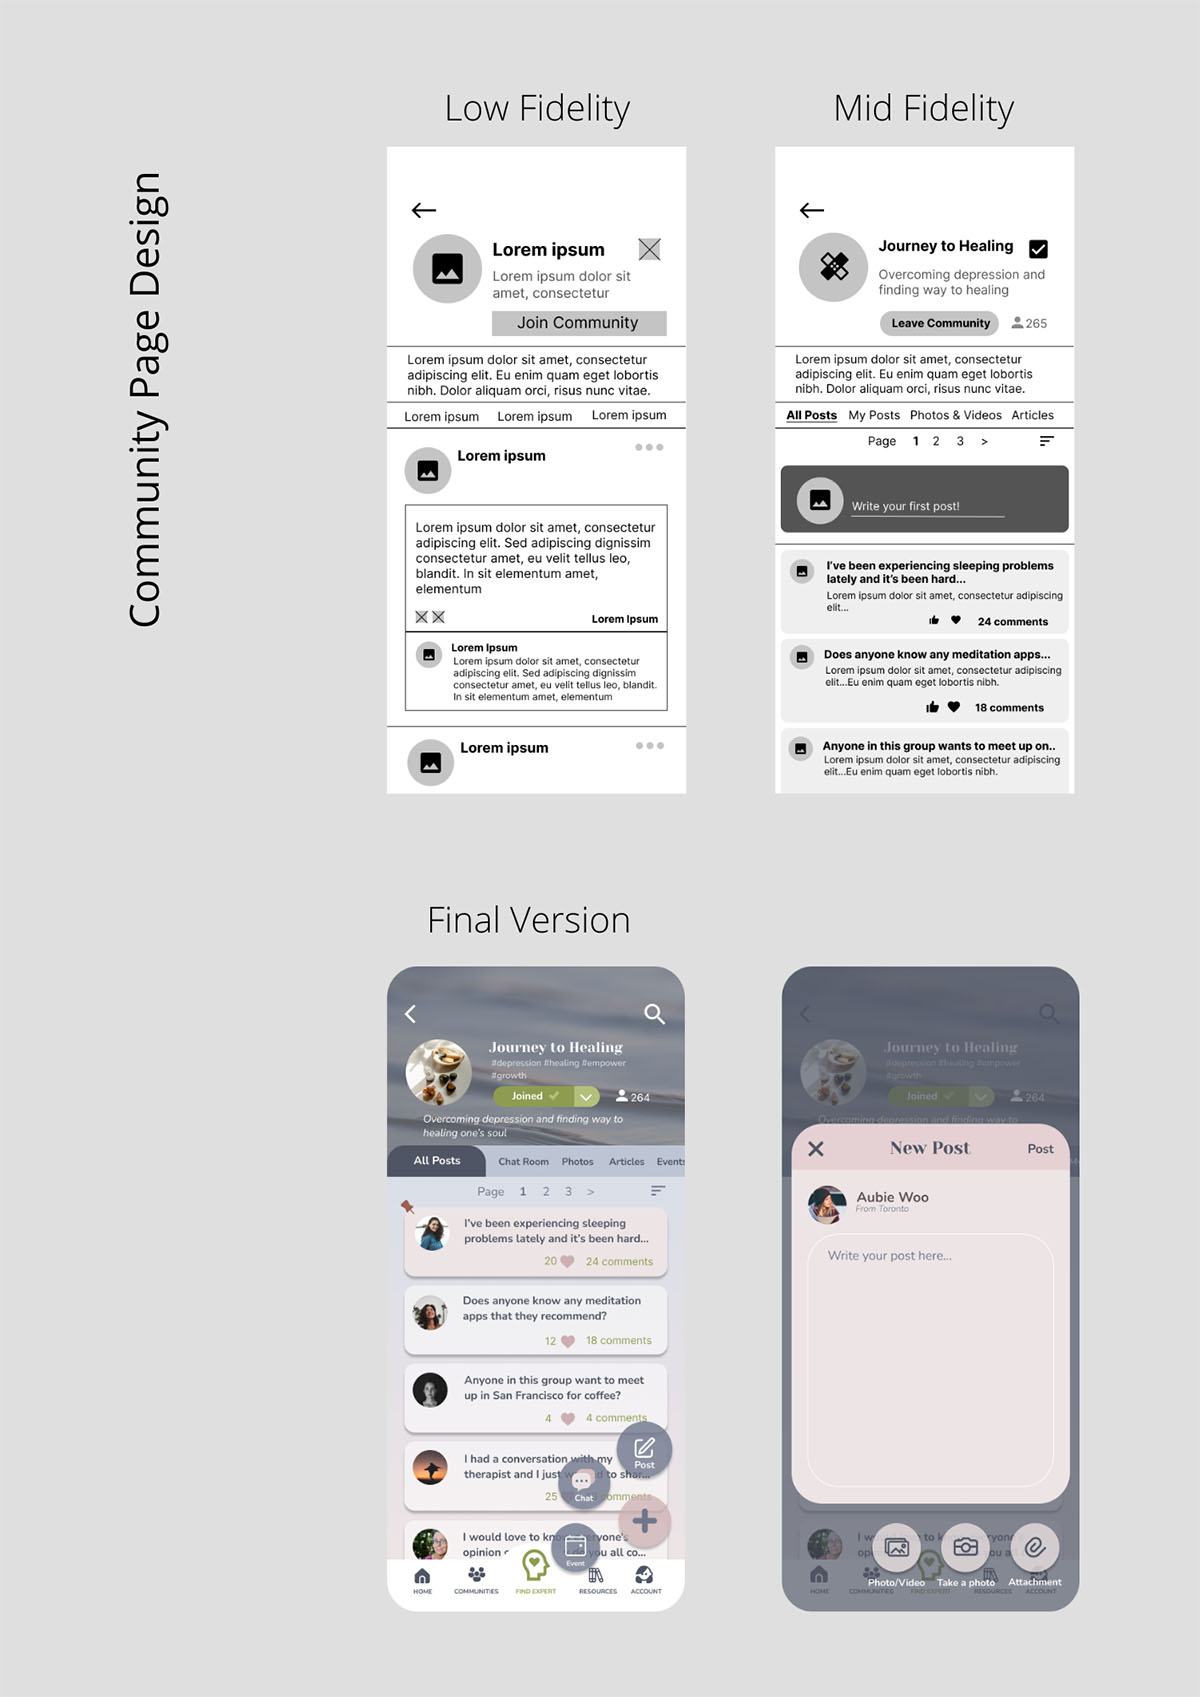 Community Page Design
Low Fidelity
Lorem ipsum
Lorem ipsum dolor sit
amet, consectetur
Join Community
Lorem ipsum dolor sit amet, consectetur
adipiscing elit. Eu enim quam eget lobortis
nibh. Dolor aliquam orci, risus nunc vitae.
Lorem ipsum Lorem ipsum Lorem ipsum
Lorem ipsum
Lorem ipsum dolor sit amet, consectetur
adipiscing elit. Sed adipiscing dignissim
consectetur amet, eu velit tellus leo,
blandit. In sit elementum amet,
elementum
Lorem Ipsum
Lorem Ipsum
Lorem ipsum dolor sit amet, consectetur
adipiscing elit. Sed adipiscing dignissim
consectetur amet, eu velit tellus leo, blandit.
In sit elementum amet, elementum
Lorem ipsum
Mid Fidelity
Journey to Healing
Overcoming depression and
finding way to healing
Leave Community 265
Lorem ipsum dolor sit amet, consectetur
adipiscing elit. Eu enim quam eget lobortis
nibh. Dolor aliquam orci, risus nunc vitae.
All Posts My Posts Photos & Videos Articles
Page 1 2 3 >
Write your first post!
I've been experiencing sleeping problems
lately and it's been hard...
Lorem ipsum dolor sit amet, consectetur adipiscing
elit...
24 comments
Does anyone know any meditation apps...
Lorem ipsum dolor sit amet, consectetur adipiscing
elit...Eu enim quam eget lobortis nibh.
18 comments
Anyone in this group wants to meet up on..
Lorem ipsum dolor sit amet, consectetur adipiscing
elit...Eu enim quam eget lobortis nibh.
Final Version
Journey to Healing
#depression #healing #empower
#growth
Joined 264
Overcoming depression and finding way to
healing one's soul
All Posts Chat Room Photos Articles Events
Page 1 2 3 >
I've been experiencing sleeping
problems lately and it's been hard...
20 24 comments
Does anyone know any meditation
apps that they recommend?
12 18 comments
Anyone in this group want to meet
up in San Francisco for coffee?
4 4 comments
Post
I had a conversation with my
therapist and I just to shar...
Chat
25 comments
I would love to know everyone's
opinion you all co...
Event
HOME COMMUNITIES FIND EXPERT RESOURCES ACCOUNT
Journey to Healing
#depression #healing #empower
#growth
Joined 264
Overcoming depression and finding way to
New Post Post
Aubie Woo
From Toronto
Write your post here...
I would love to
Photo/Video Take a photo Attachment
HOME COMMUNITIES FIND EXPERT RESOURCES ACCOUNT